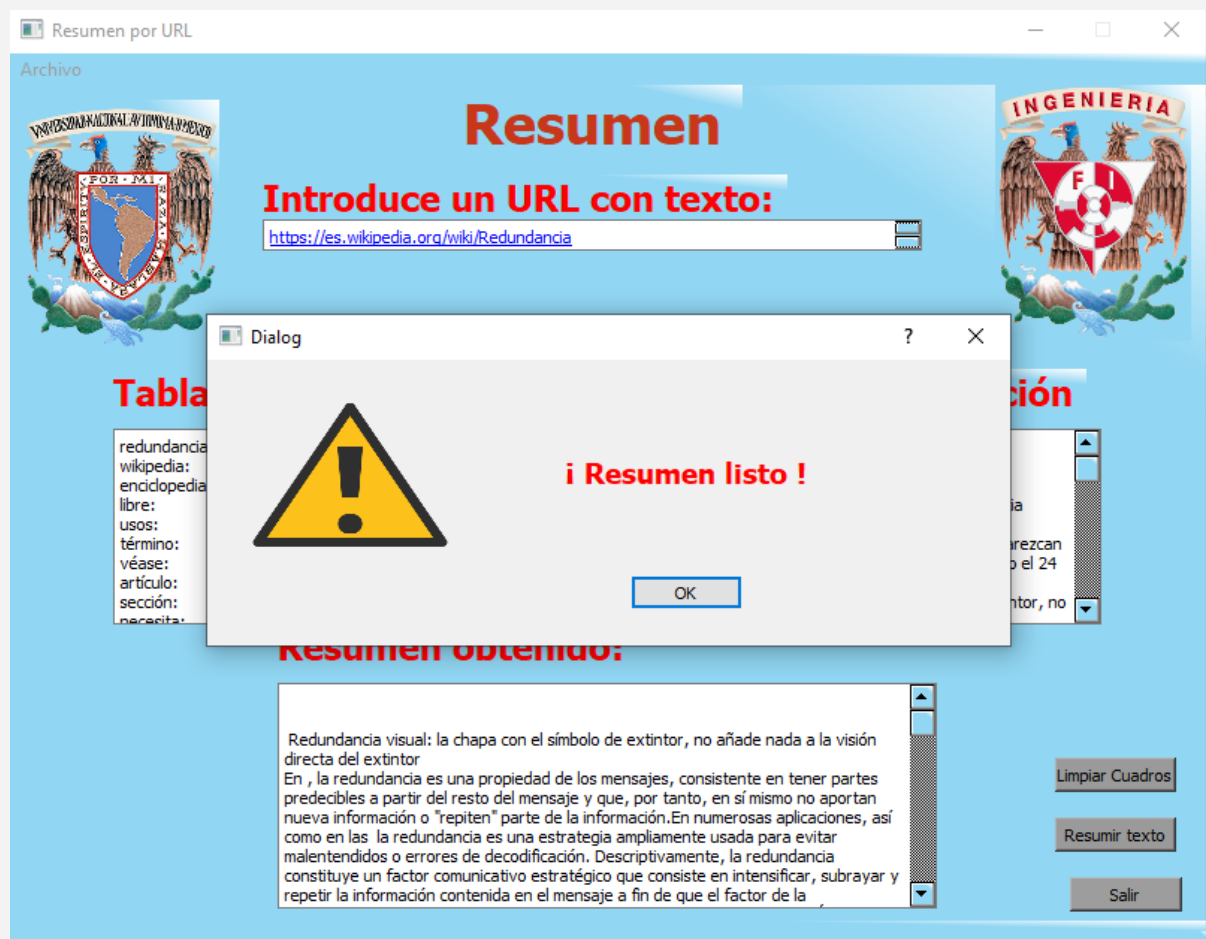 Resumen por URL
Archivo
Resumen
INGENIERIA
POR MI
RAZA HABLARA
EL ESPIRITU
F I
Introduce un URL con texto:
https://es.wikipedia.org/wiki/Redundancia
Dialog
?
Tabla
ción
redundancia
wikipedia:
enciclopedia
libre:
usos:
término:
véase:
artículo:
sección:
necesita:
¡ Resumen listo !
OK
ia
arezcan
o el 24
ntor, no
Resumen obtenido:
Redundancia visual: la chapa con el símbolo de extintor, no añade nada a la visión
directa del extintor
En , la redundancia es una propiedad de los mensajes, consistente en tener partes
predecibles a partir del resto del mensaje y que, por tanto, en sí mismo no aportan
nueva información o "repiten" parte de la información.En numerosas aplicaciones, así
como en las  la redundancia es una estrategia ampliamente usada para evitar
malentendidos o errores de decodificación. Descriptivamente, la redundancia
constituye un factor comunicativo estratégico que consiste en intensificar, subrayar y
repetir la información contenida en el mensaje a fin de que el factor de la
Limpiar Cuadros
Resumir texto
Salir